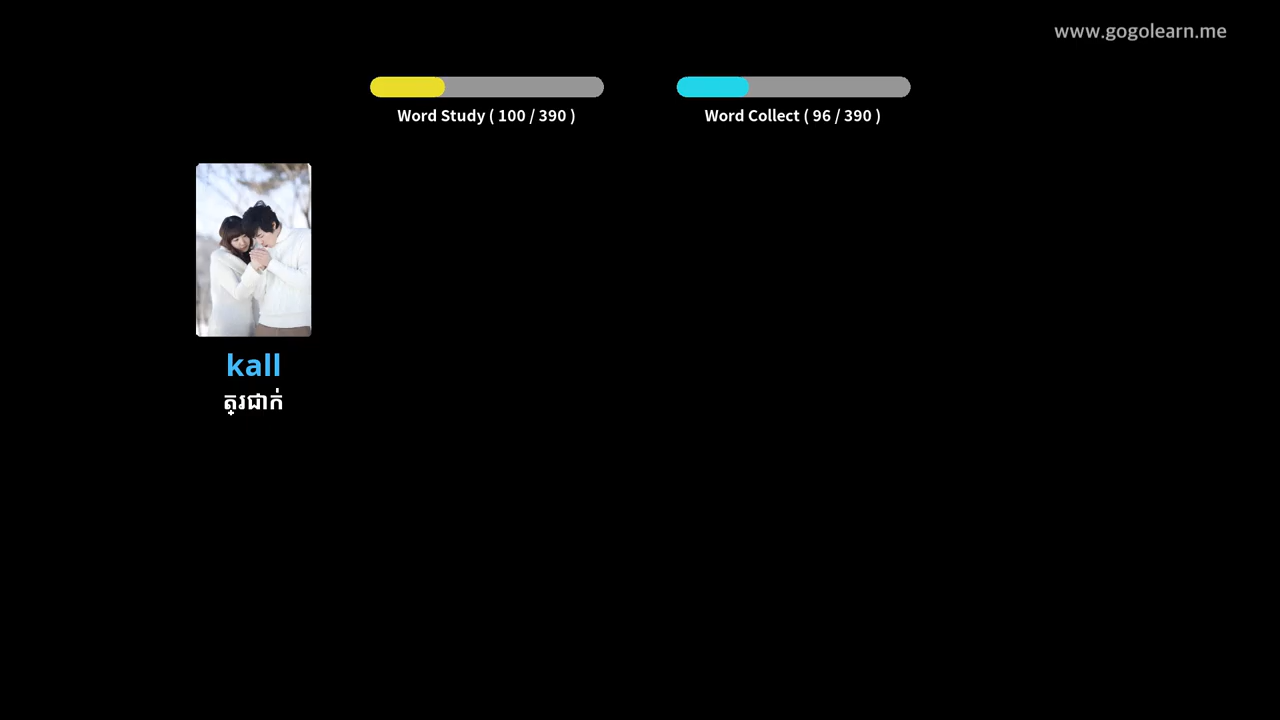 www.gogolearn.me
Word Study ( 100 / 390 )
Word Collect ( 96 / 390 )
kall
ត្រជាក់